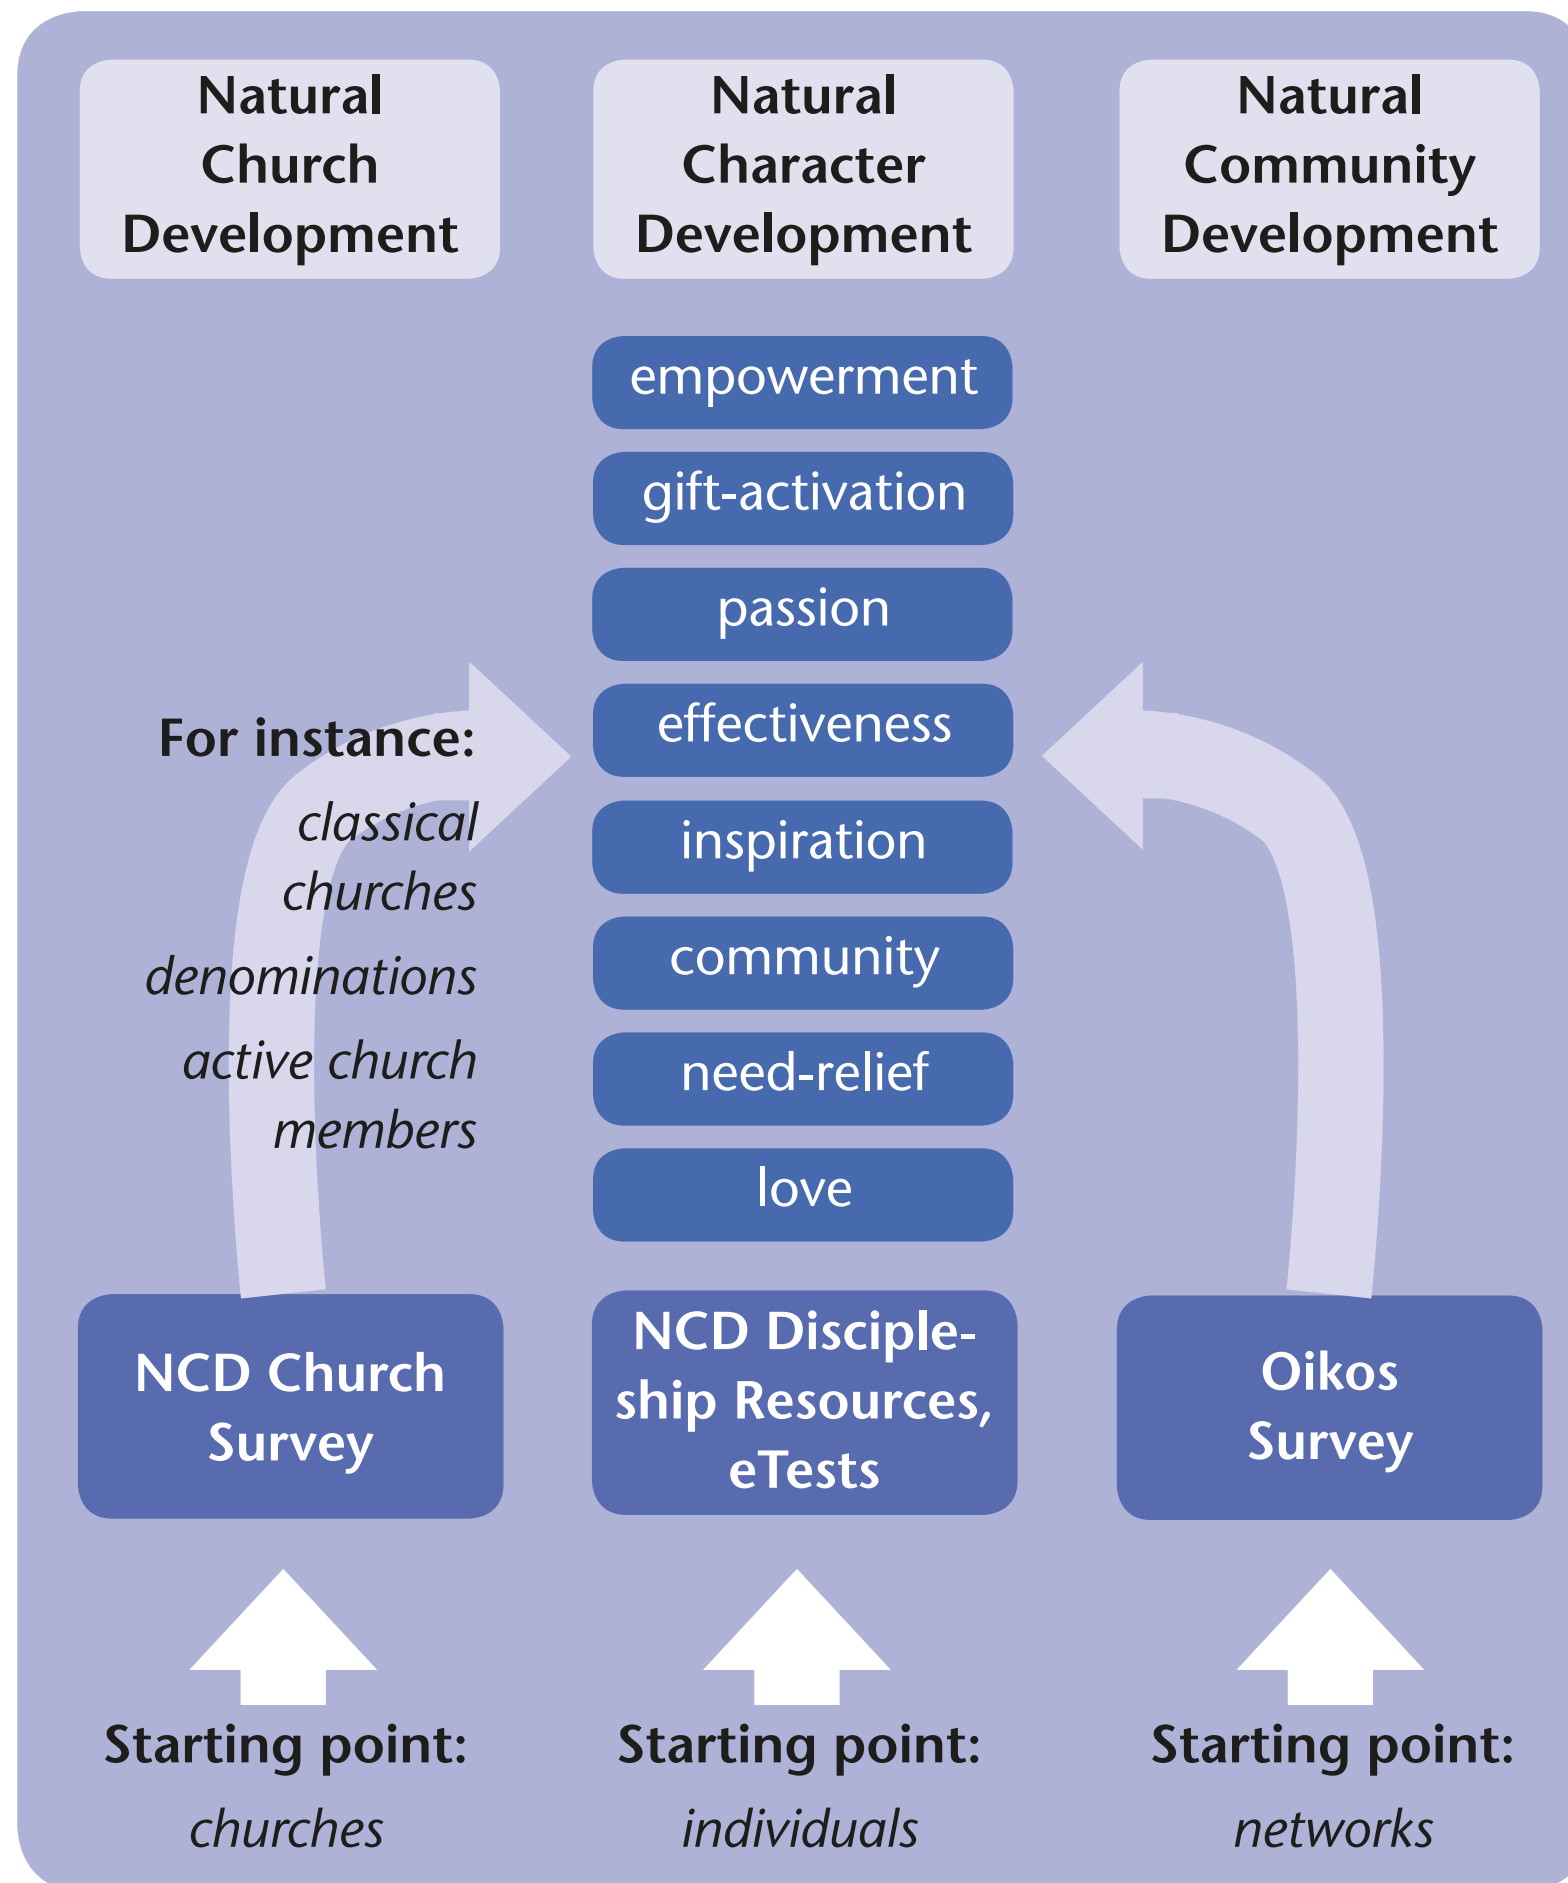 Natural
Church
Development
Natural
Character
Development
Natural
Community
Development
empowerment
gift-activation
passion
effectiveness
inspiration
community
need-relief
love
For instance:
classical
churches
denominations
active church
members
NCD Church
Survey
NCD Disciple-
ship Resources,
eTests
Oikos
Survey
Starting point:
churches
Starting point:
individuals
Starting point:
networks